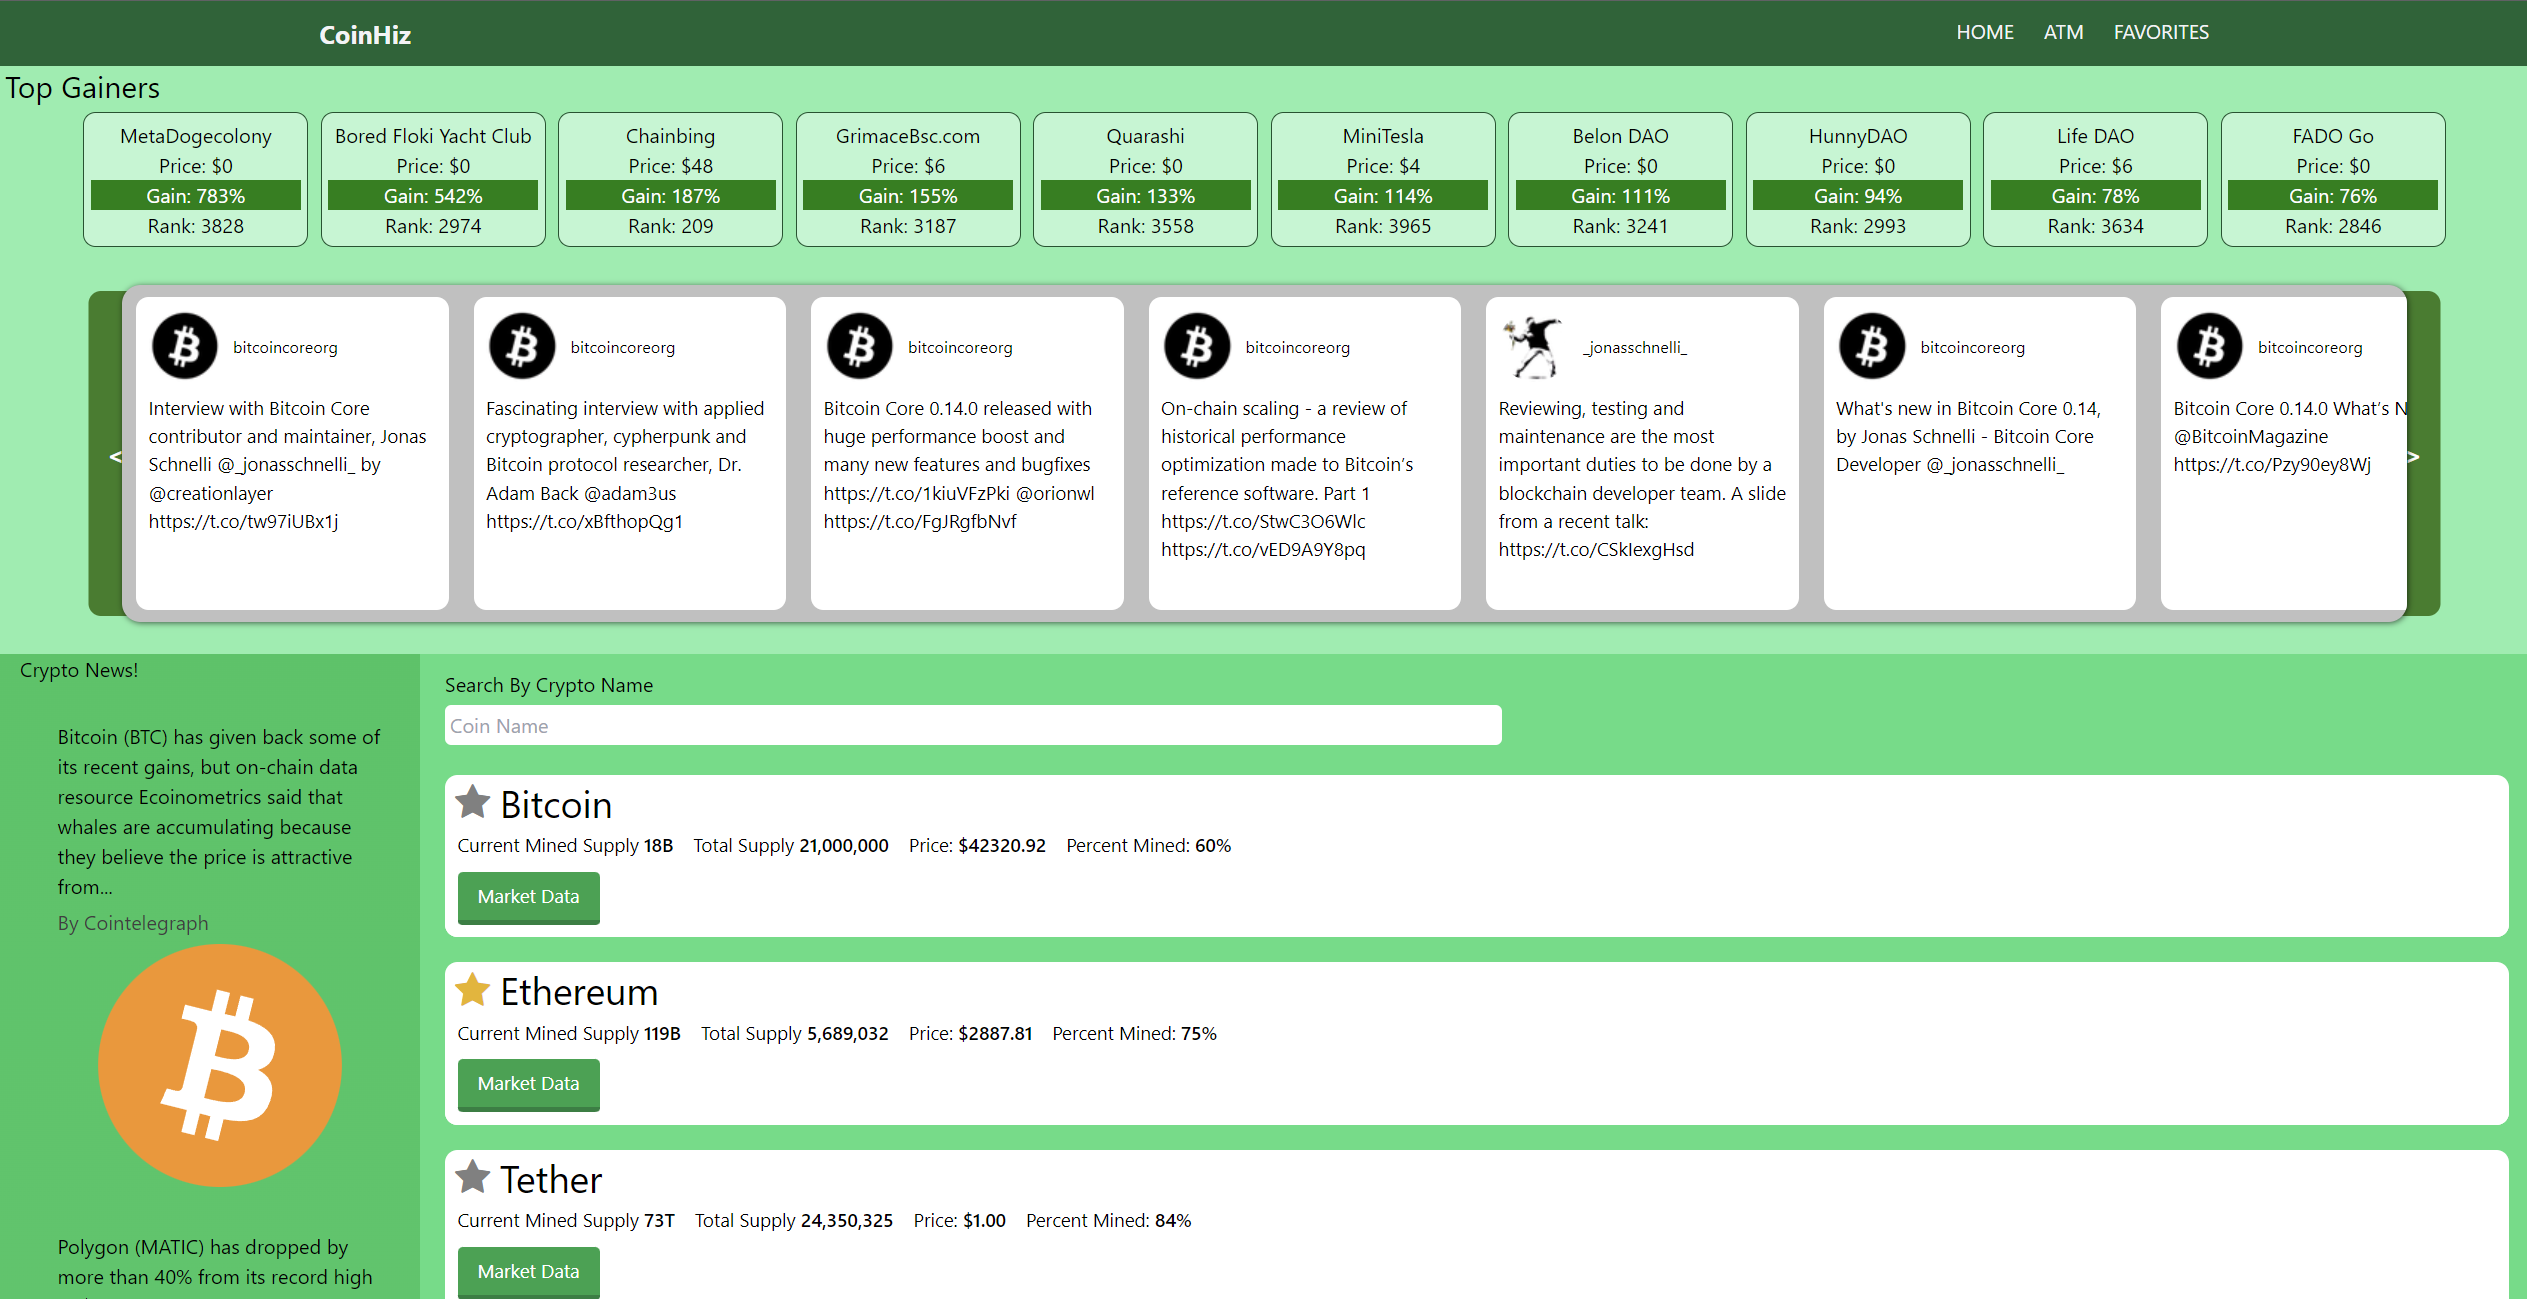 CoinHiz
HOME ATM FAVORITES
Top Gainers
MetaDogecolony
Price: $0
Gain: 783%
Rank: 3828
Bored Floki Yacht Club
Price: $0
Gain: 542%
Rank: 2974
Chainbing
Price: $48
Gain: 187%
Rank: 209
GrimaceBsc.com
Price: $6
Gain: 155%
Rank: 3187
Quarashi
Price: $0
Gain: 133%
Rank: 3558
MiniTesla
Price: $4
Gain: 114%
Rank: 3965
Belon DAO
Price: $0
Gain: 111%
Rank: 3241
HunnyDAO
Price: $0
Gain: 94%
Rank: 2993
Life DAO
Price: $6
Gain: 78%
Rank: 3634
FADO Go
Price: $0
Gain: 76%
Rank: 2846
<
bitcoincoreorg
Interview with Bitcoin Core
contributor and maintainer, Jonas
Schnelli @_jonasschnelli_ by
@creationlayer
https://t.co/tw97iUBx1j
bitcoincoreorg
Fascinating interview with applied
cryptographer, cypherpunk and
Bitcoin protocol researcher, Dr.
Adam Back @adam3us
https://t.co/xBfthopQg1
bitcoincoreorg
Bitcoin Core 0.14.0 released with
huge performance boost and
many new features and bugfixes
https://t.co/1kiuVFzPki @orionwl
https://t.co/FgJRgfbNvf
bitcoincoreorg
On-chain scaling - a review of
historical performance
optimization made to Bitcoin’s
reference software. Part 1
https://t.co/StwC3O6Wlc
https://t.co/vED9A9Y8pq
_jonasschnelli_
Reviewing, testing and
maintenance are the most
important duties to be done by a
blockchain developer team. A slide
from a recent talk:
https://t.co/CSkIexgHsd
bitcoincoreorg
What's new in Bitcoin Core 0.14,
by Jonas Schnelli - Bitcoin Core
Developer @_jonasschnelli_
bitcoincoreorg
Bitcoin Core 0.14.0 What’s N
@BitcoinMagazine
https://t.co/Pzy90ey8Wj
>
Crypto News!
Bitcoin (BTC) has given back some of
its recent gains, but on-chain data
resource Ecoinometrics said that
whales are accumulating because
they believe the price is attractive
from...
By Cointelegraph
Polygon (MATIC) has dropped by
more than 40% from its record high
Search By Crypto Name
Coin Name
Bitcoin
Current Mined Supply 18B Total Supply 21,000,000 Price: $42320.92 Percent Mined: 60%
Market Data
Ethereum
Current Mined Supply 119B Total Supply 5,689,032 Price: $2887.81 Percent Mined: 75%
Market Data
Tether
Current Mined Supply 73T Total Supply 24,350,325 Price: $1.00 Percent Mined: 84%
Market Data